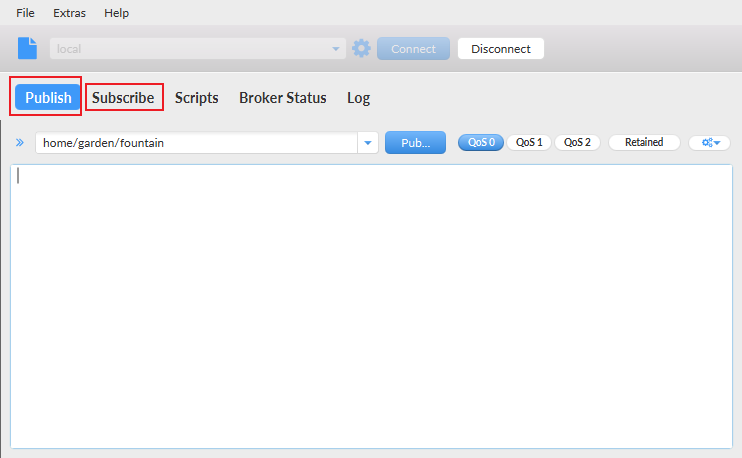 File Extras Help
local Connect Disconnect
Publish Subscribe Scripts Broker Status Log
home/garden/fountain Pub... QoS 0 QoS 1 QoS 2 Retained